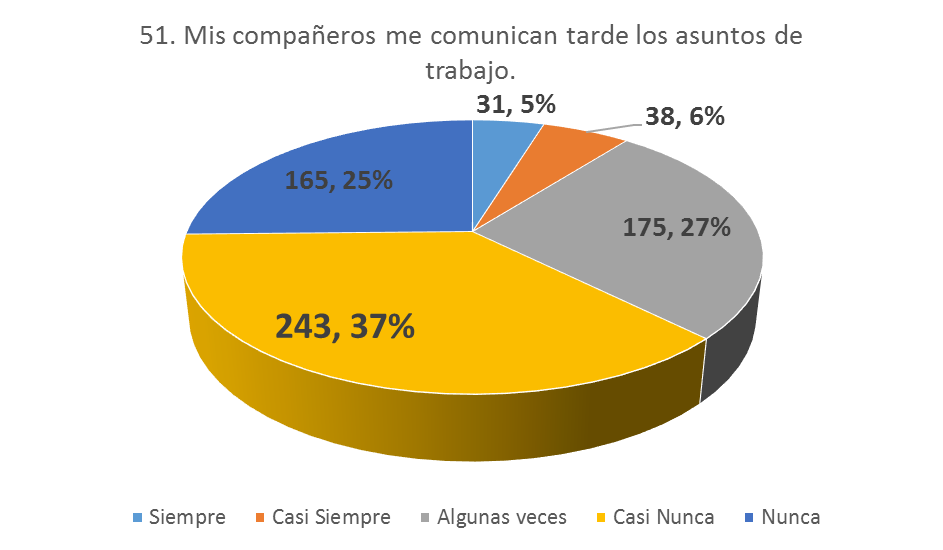 51. Mis compañeros me comunican tarde los asuntos de
trabajo.
31, 5%
38, 6%
175, 27%
243, 37%
165, 25%
Siempre
Casi Siempre
Algunas veces
Casi Nunca
Nunca